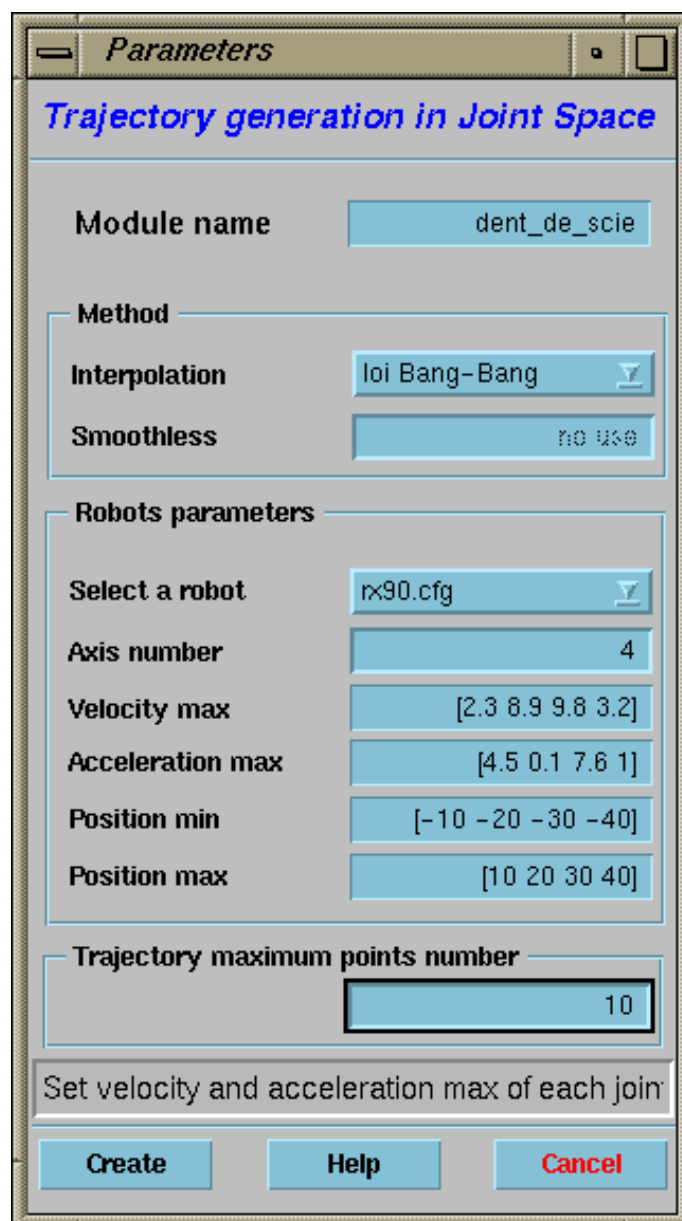 Parameters
Trajectory generation in Joint Space
Module name dent_de_scie
Method
Interpolation loi Bang-Bang
Smoothless no use
Robots parameters
Select a robot rx90.cfg
Axis number 4
Velocity max [2.3 8.9 9.8 3.2]
Acceleration max [4.5 0.1 7.6 1]
Position min [-10 -20 -30 -40]
Position max [10 20 30 40]
Trajectory maximum points number
10
Set velocity and acceleration max of each join
Create Help Cancel